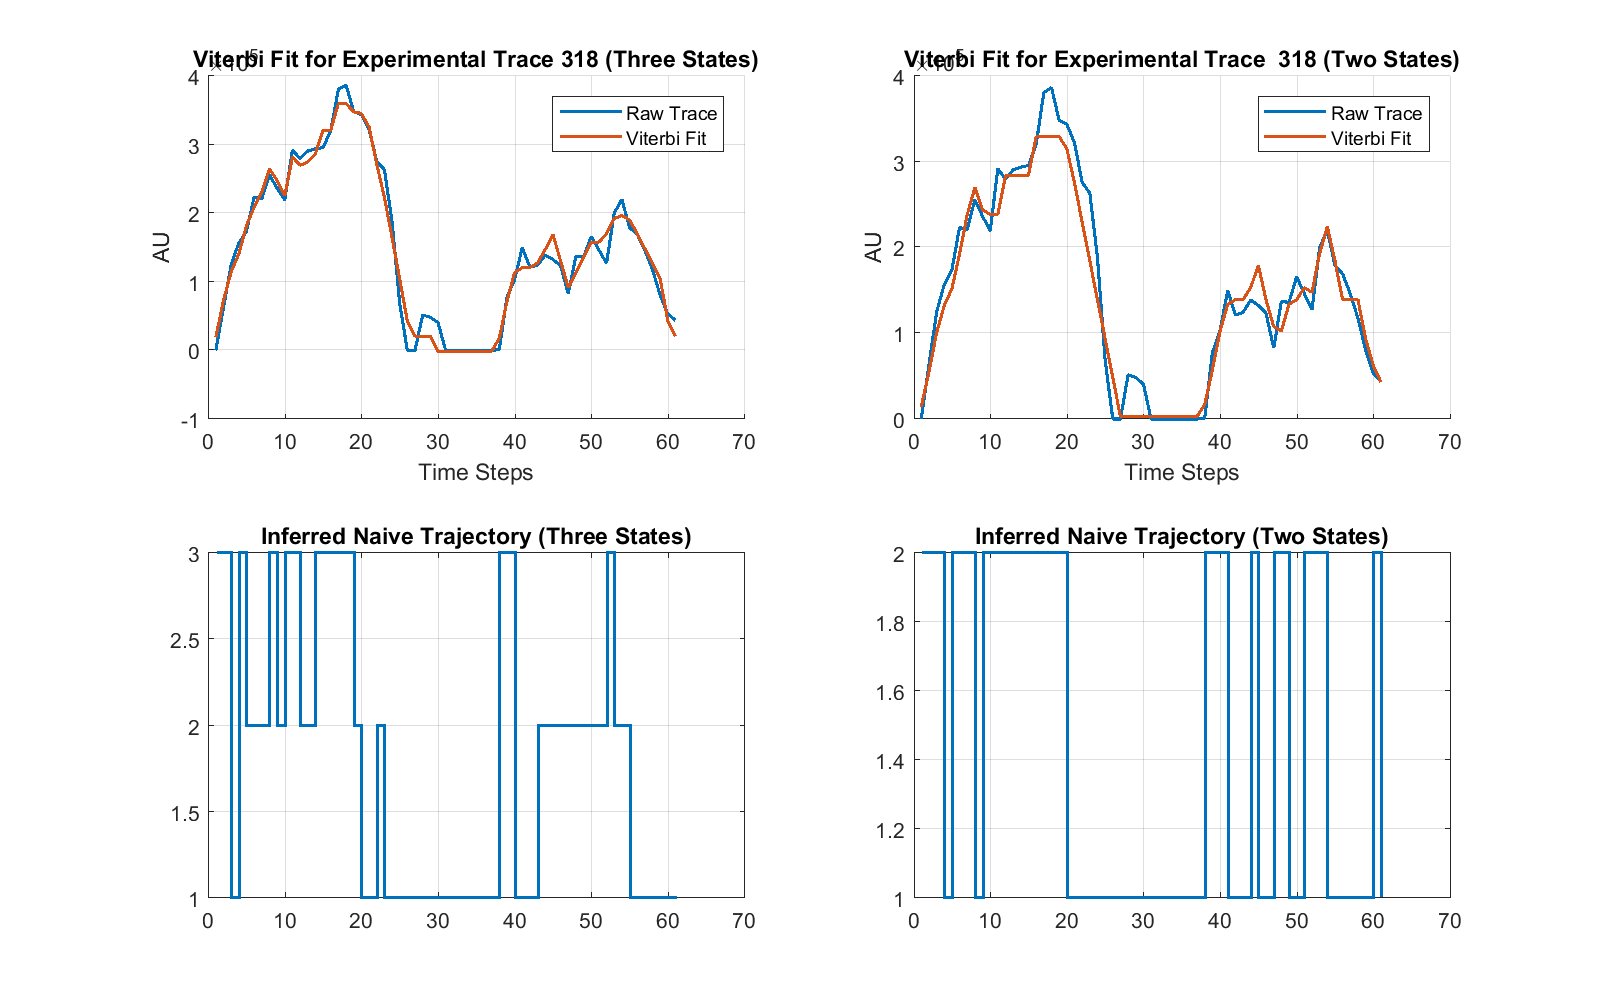 Viterbi Fit for Experimental Trace 318 (Three States)
×10^5
4
3
2
1
0
-1
AU
0 10 20 30 40 50 60 70
Time Steps
Raw Trace
Viterbi Fit
Viterbi Fit for Experimental Trace 318 (Two States)
×10^5
4
3
2
1
0
AU
0 10 20 30 40 50 60 70
Time Steps
Raw Trace
Viterbi Fit
Inferred Naive Trajectory (Three States)
3
2.5
2
1.5
1
0 10 20 30 40 50 60 70
Inferred Naive Trajectory (Two States)
2
1.8
1.6
1.4
1.2
1
0 10 20 30 40 50 60 70